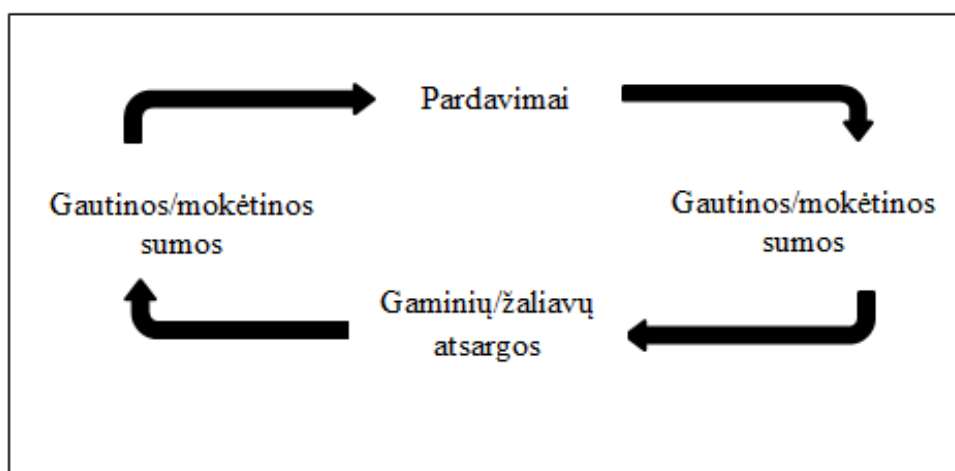 Pardavimai
Gautinos/mokėtinos
sumos
Gautinos/mokėtinos
sumos
Gaminių/žaliavų
atsargos